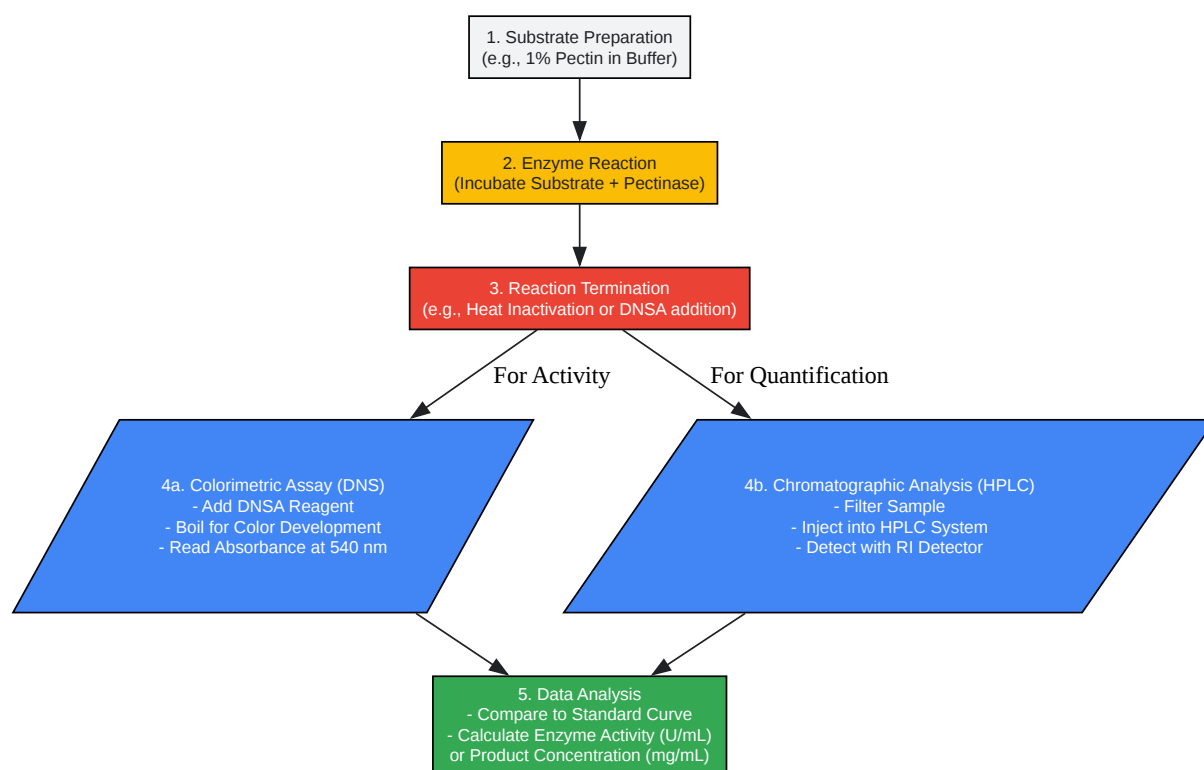 1. Substrate Preparation
(e.g., 1% Pectin in Buffer)
2. Enzyme Reaction
(Incubate Substrate + Pectinase)
3. Reaction Termination
(e.g., Heat Inactivation or DNSA addition)
For Activity
For Quantification
4a. Colorimetric Assay (DNS)
- Add DNSA Reagent
- Boil for Color Development
- Read Absorbance at 540 nm
4b. Chromatographic Analysis (HPLC)
- Filter Sample
- Inject into HPLC System
- Detect with RI Detector
5. Data Analysis
- Compare to Standard Curve
- Calculate Enzyme Activity (U/mL)
or Product Concentration (mg/mL)